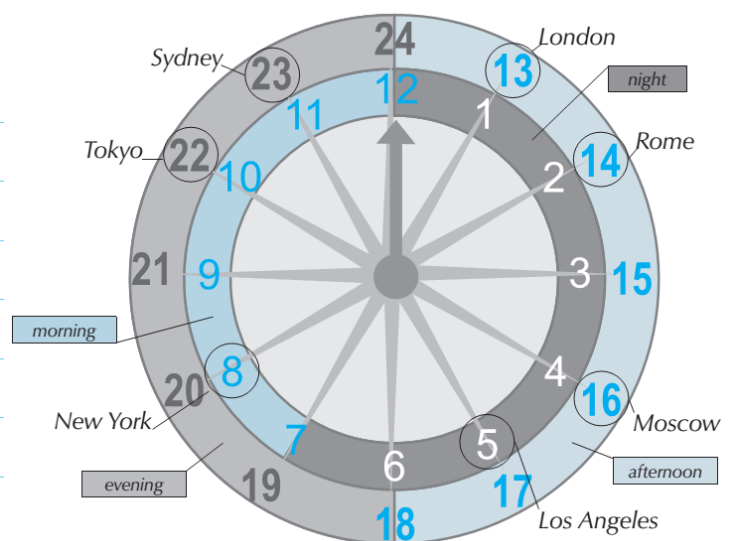 24
Sydney
23
12
13
London
night
11
1
Tokyo
22
10
2
14
Rome
21
9
3
15
morning
20
8
4
16
New York
Moscow
7
5
evening
19
6
17
afternoon
18
Los Angeles